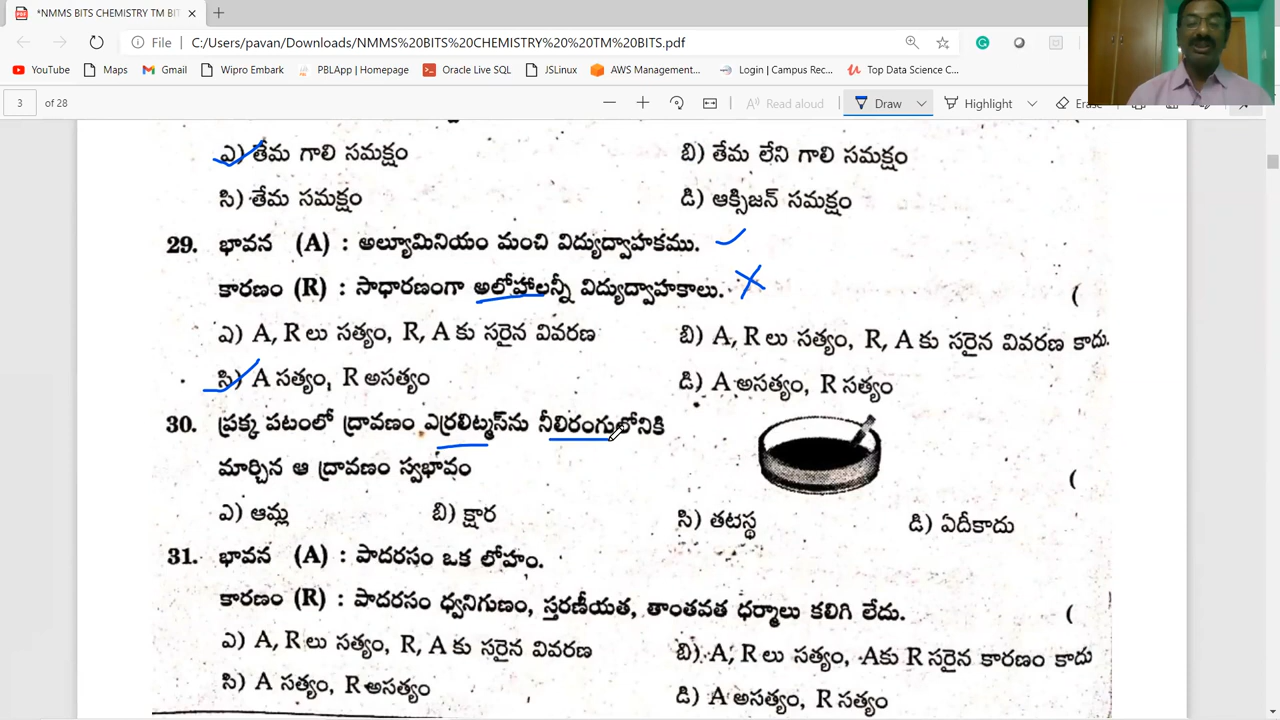 *NMMS BITS CHEMISTRY TM BIT
File C:/Users/pavan/Downloads/NMMS%20BITS%20CHEMISTRY%20%20TM%20BITS.pdf
YouTube Maps Gmail Wipro Embark PBLApp | Homepage Oracle Live SQL JSLinux AWS Management... Login | Campus Rec... Top Data Science C...
3 of 28 Read aloud Draw Highlight Erase
ఎ) తేమ గాలి సమక్షం బి) తేమ లేని గాలి సమక్షం
సి) తేమ సమక్షం డి) ఆక్సిజన్ సమక్షం
29. భావన (A) : అల్యూమినియం మంచి విద్యుద్వాహకము.
కారణం (R) : సాధారణంగా అలోహాలన్నీ విద్యుద్వాహకాలు. (
ఎ) A, R లు సత్యం, R, A కు సరైన వివరణ బి) A, R లు సత్యం, R, A కు సరైన వివరణ కాదు.
సి) A సత్యం, R అసత్యం డి) A అసత్యం, R సత్యం
30. ప్రక్క పటంలో ద్రావణం ఎర్రలిట్మస్‌ను నీలిరంగులోనికి
మార్చిన ఆ ద్రావణం స్వభావం (
ఎ) ఆమ్ల బి) క్షార సి) తటస్థ డి) ఏదీకాదు
31. భావన (A) : పాదరసం ఒక లోహం.
కారణం (R) : పాదరసం ధ్వనిగుణం, స్తరణీయత, తాంతవత ధర్మాలు కలిగి లేదు. (
ఎ) A, R లు సత్యం, R, A కు సరైన వివరణ బి) A, R లు సత్యం, A కు R సరైన కారణం కాదు
సి) A సత్యం, R అసత్యం డి) A అసత్యం, R సత్యం